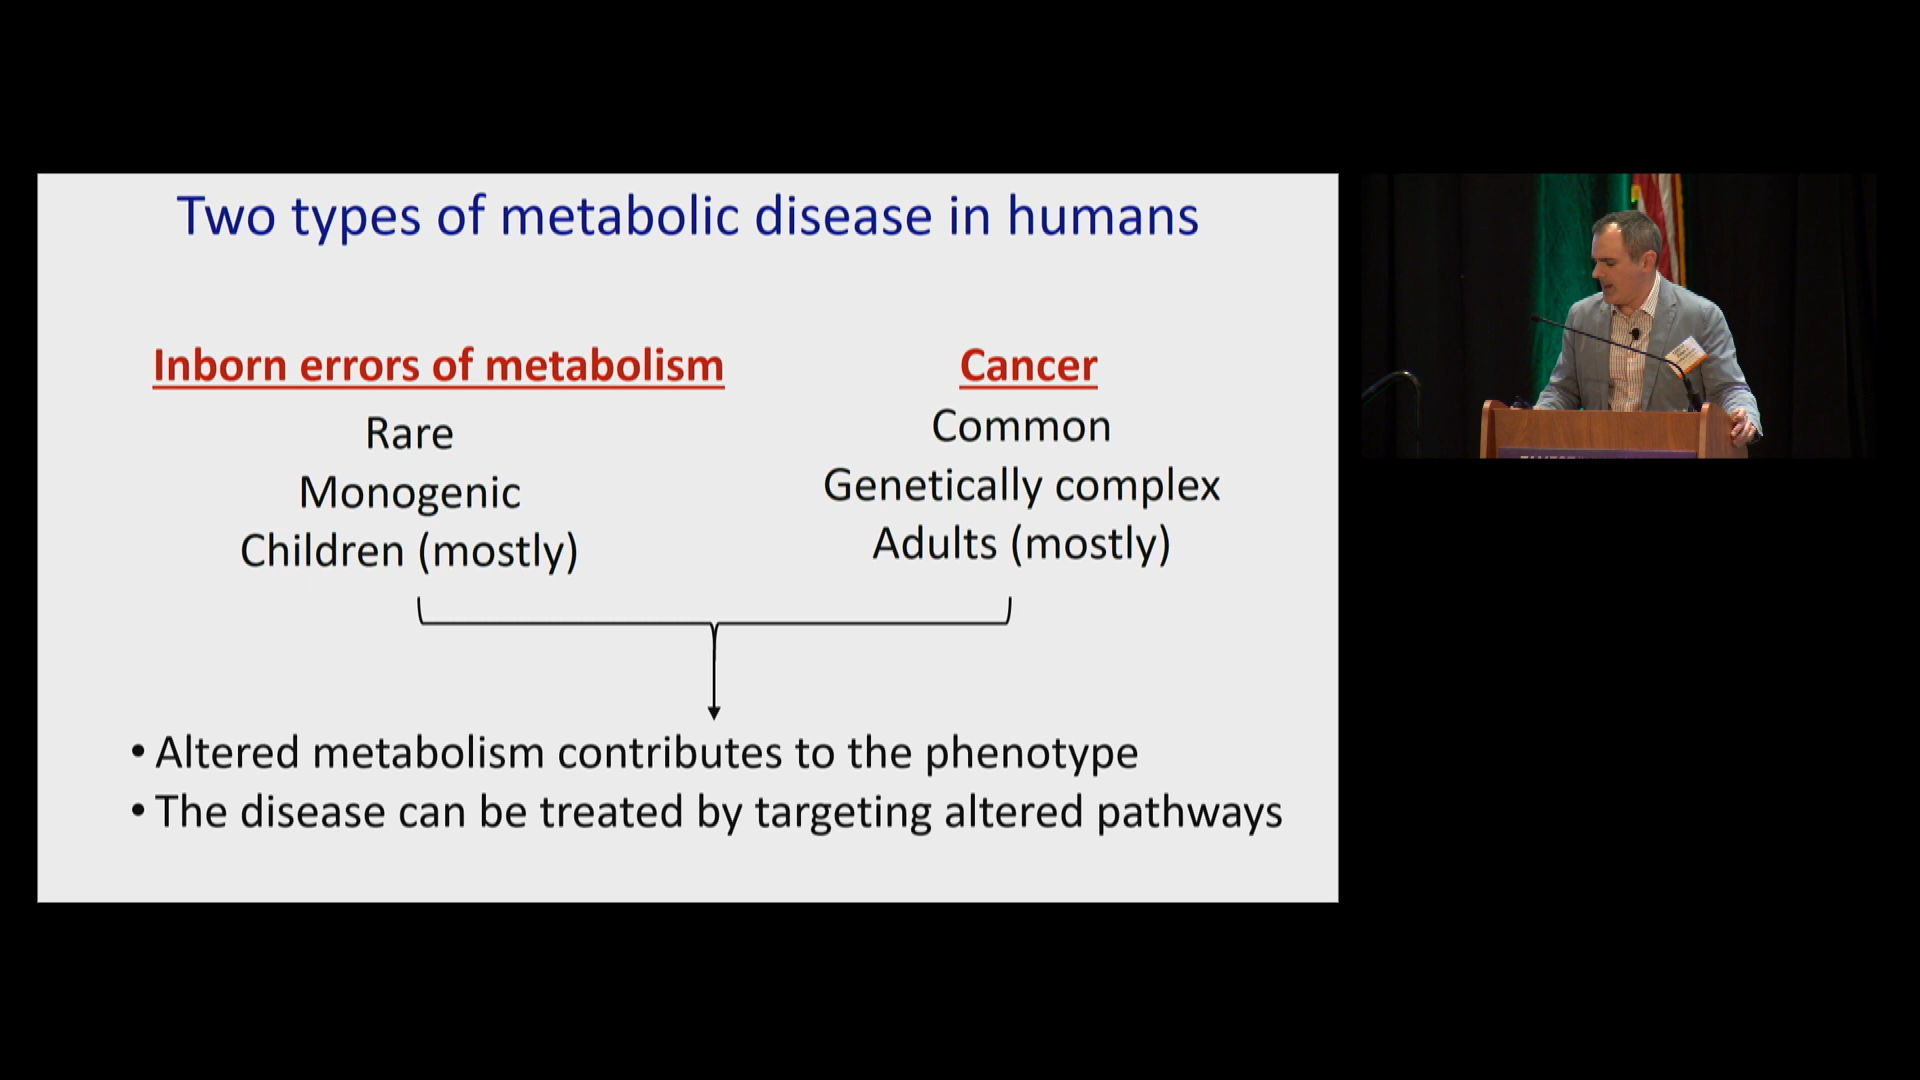 Two types of metabolic disease in humans
Inborn errors of metabolism
Rare
Monogenic
Children (mostly)
Cancer
Common
Genetically complex
Adults (mostly)
• Altered metabolism contributes to the phenotype
• The disease can be treated by targeting altered pathways